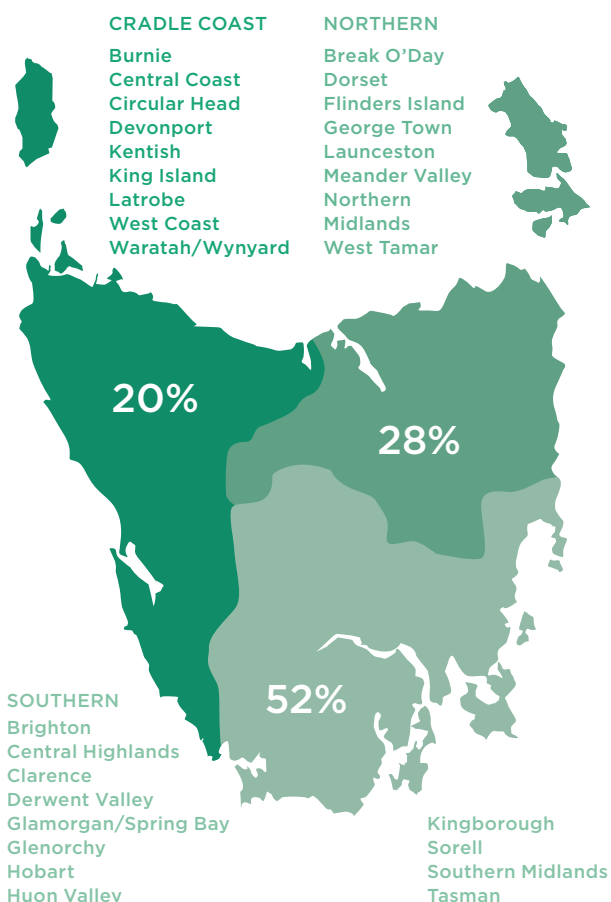 CRADLE COAST
Burnie
Central Coast
Circular Head
Devonport
Kentish
King Island
Latrobe
West Coast
Waratah/Wynyard
NORTHERN
Break O’Day
Dorset
Flinders Island
George Town
Launceston
Meander Valley
Northern
Midlands
West Tamar
20%
28%
52%
SOUTHERN
Brighton
Central Highlands
Clarence
Derwent Valley
Glamorgan/Spring Bay
Glenorchy
Hobart
Huon Valley
Kingborough
Sorell
Southern Midlands
Tasman